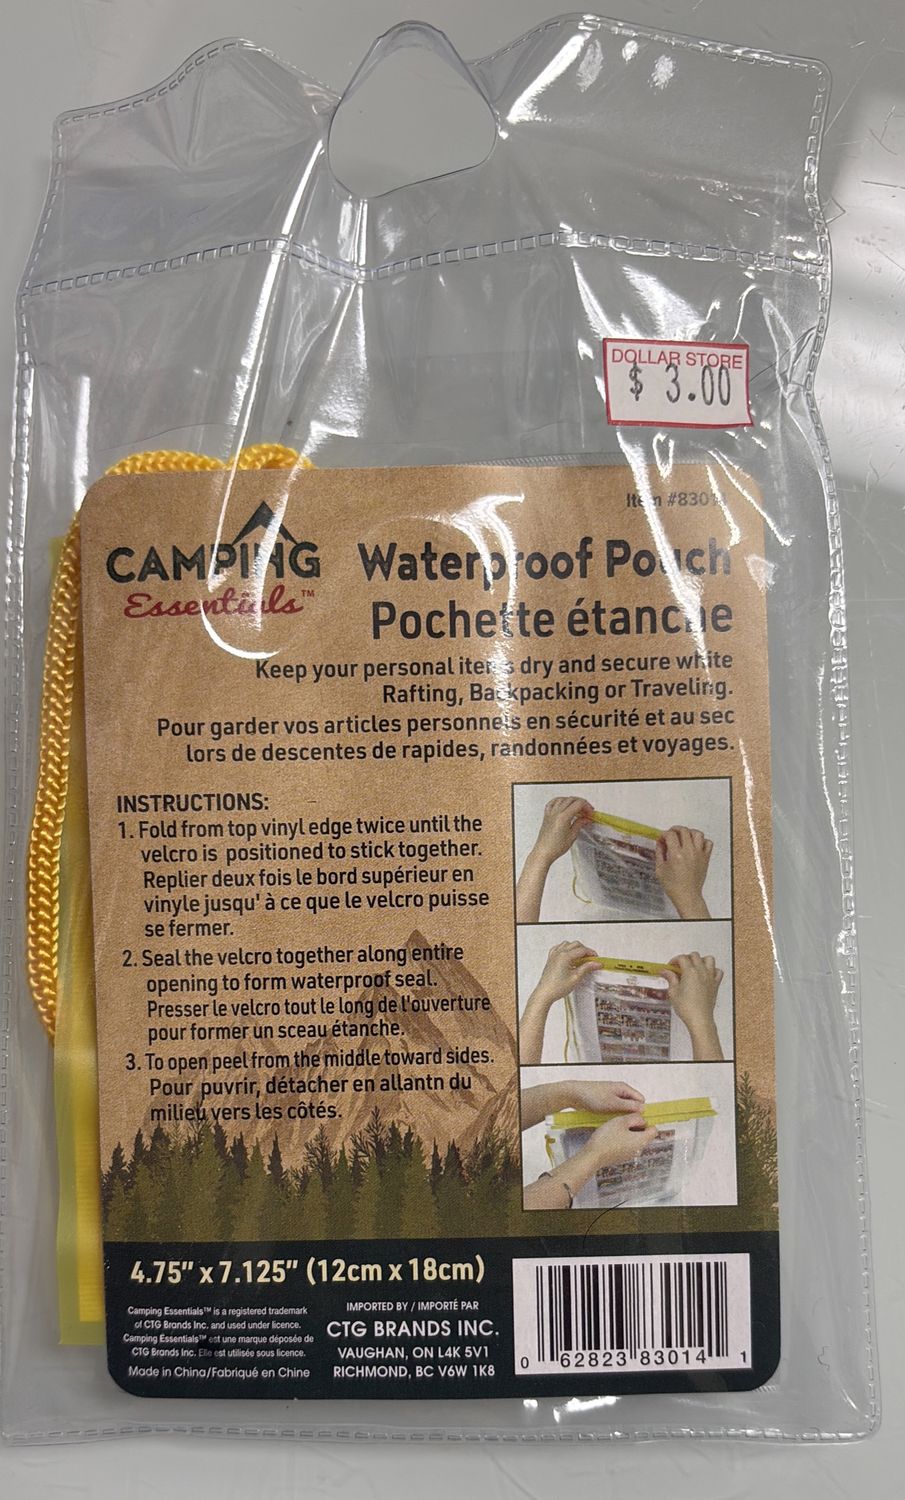 DOLLAR STORE
$ 3.00
Item #83014
CAMPING
Essentials™
Waterproof Pouch
Pochette étanche
Keep your personal items dry and secure white
Rafting, Backpacking or Traveling.
Pour garder vos articles personnels en sécurité et au sec
lors de descentes de rapides, randonnées et voyages.
INSTRUCTIONS:
1. Fold from top vinyl edge twice until the
velcro is positioned to stick together.
Replier deux fois le bord supérieur en
vinyle jusqu' à ce que le velcro puisse
se fermer.
2. Seal the velcro together along entire
opening to form waterproof seal.
Presser le velcro tout le long de l'ouverture
pour former un sceau étanche.
3. To open peel from the middle toward sides.
Pour puvrir, détacher en allantn du
milieu vers les côtés.
4.75" x 7.125" (12cm x 18cm)
Camping Essentials™ is a registered trademark
of CTG Brands Inc. and used under licence.
Camping Essentials™ est une marque déposée de
CTG Brands Inc. Elle est utilisée sous licence.
Made in China/Fabriqué en Chine
IMPORTED BY / IMPORTÉ PAR
CTG BRANDS INC.
VAUGHAN, ON L4K 5V1
RICHMOND, BC V6W 1K8
0 62823 83014 1